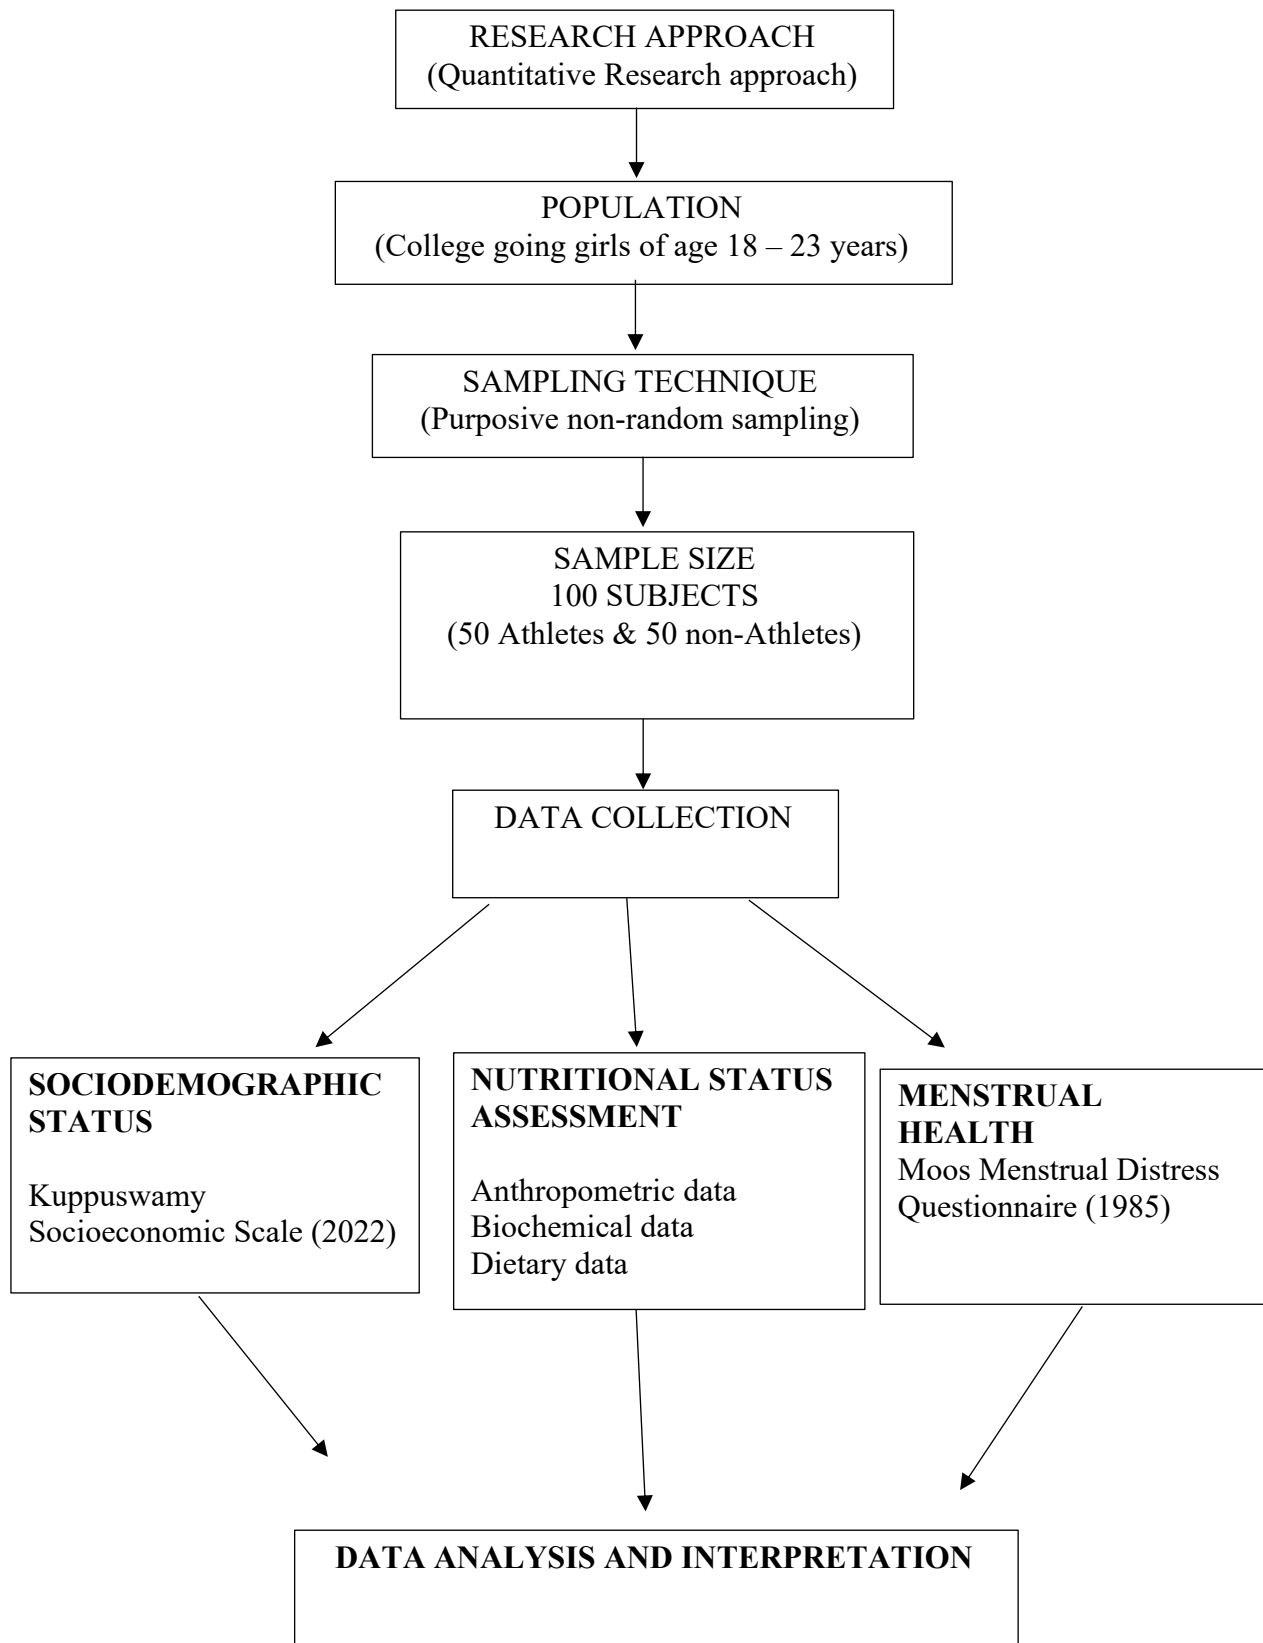 RESEARCH APPROACH
(Quantitative Research approach)
POPULATION
(College going girls of age 18 – 23 years)
SAMPLING TECHNIQUE
(Purposive non-random sampling)
SAMPLE SIZE
100 SUBJECTS
(50 Athletes & 50 non-Athletes)
DATA COLLECTION
SOCIODEMOGRAPHIC
STATUS
Kuppuswamy
Socioeconomic Scale (2022)
NUTRITIONAL STATUS
ASSESSMENT
Anthropometric data
Biochemical data
Dietary data
MENSTRUAL
HEALTH
Moos Menstrual Distress
Questionnaire (1985)
DATA ANALYSIS AND INTERPRETATION